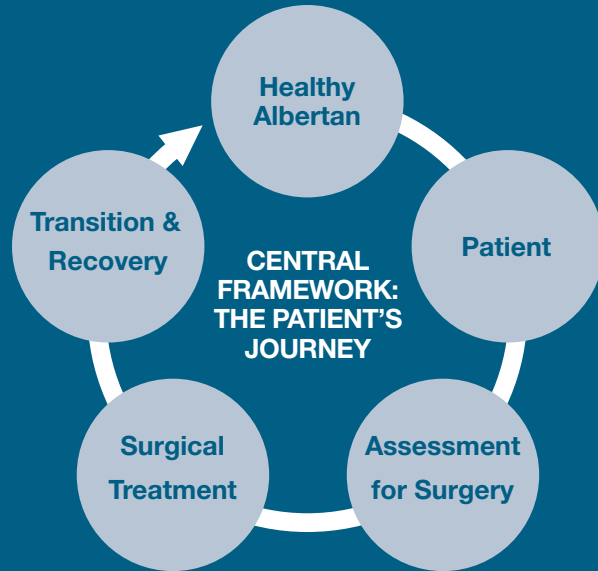 Healthy
Albertan
Patient
Assessment
for Surgery
Surgical
Treatment
Transition &
Recovery
CENTRAL
FRAMEWORK:
THE PATIENT’S
JOURNEY